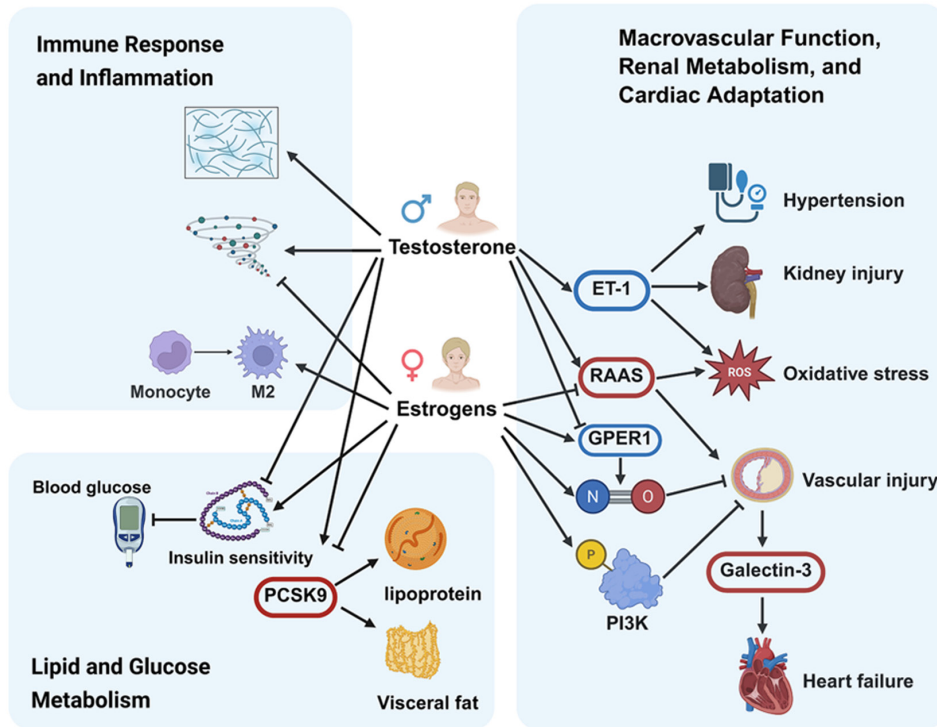 Immune Response
and Inflammation
Macrovascular Function,
Renal Metabolism, and
Cardiac Adaptation
Testosterone
Hypertension
ET-1
Kidney injury
Monocyte
M2
Estrogens
RAAS
ROS
Oxidative stress
GPER1
Blood glucose
Insulin sensitivity
N
O
Vascular injury
P
PI3K
Galectin-3
PCSK9
lipoprotein
Lipid and Glucose
Metabolism
Visceral fat
Heart failure